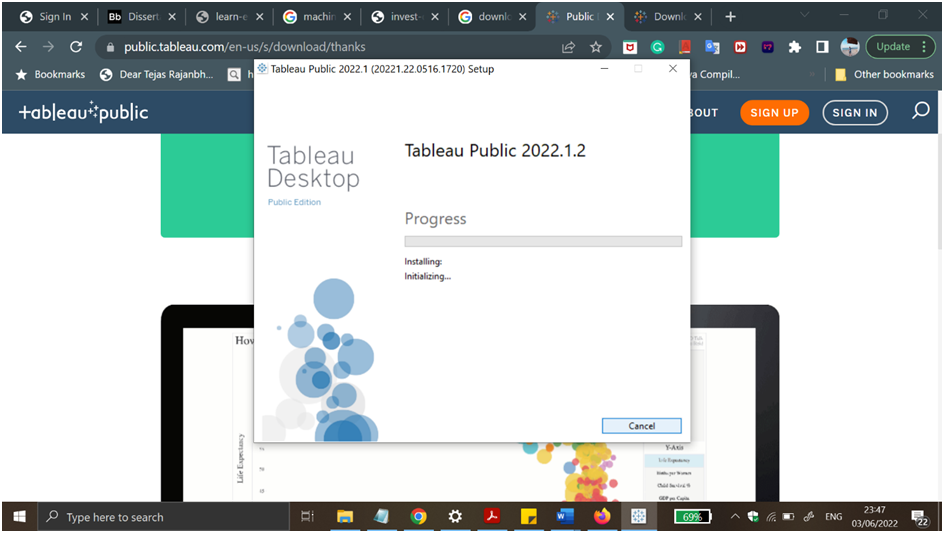 Sign In
Bb Dissert
learn-e
machin
invest-
downlo
Public
Downlo
public.tableau.com/en-us/s/download/thanks
Update
Bookmarks
Dear Tejas Rajanbh...
va Compil...
Other bookmarks
Tableau Public 2022.1 (20221.22.0516.1720) Setup
+ableau+public
BOUT
SIGN UP
SIGN IN
Tableau
Desktop
Public Edition
Tableau Public 2022.1.2
Progress
Installing:
Initializing...
Cancel
How
Life Expectancy
Y-Axis
Life Expectancy
Births per Women
Child Survival %
GDP per Capita
Type here to search
69%
ENG
23:47
03/06/2022
22